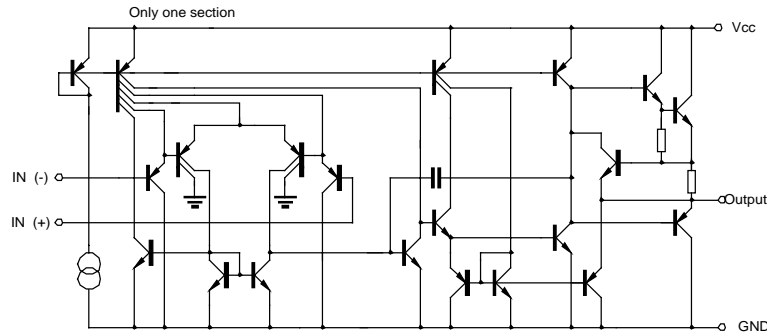 Only one section
Vcc
IN (-)
IN (+)
Output
GND